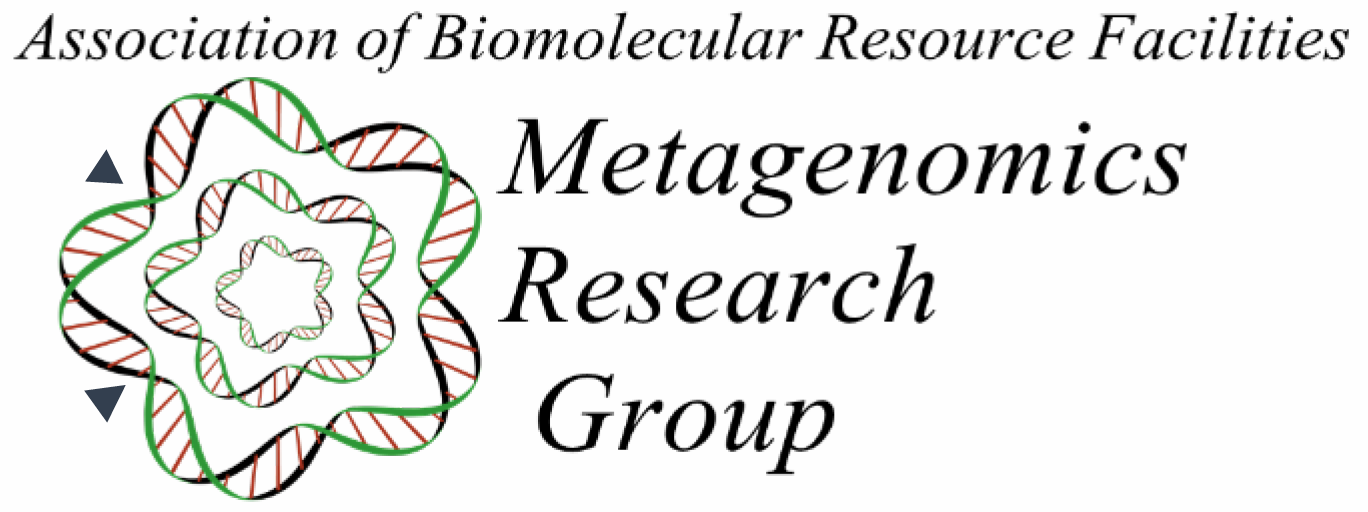 Association of Biomolecular Resource Facilities
Metagenomics
Research
Group